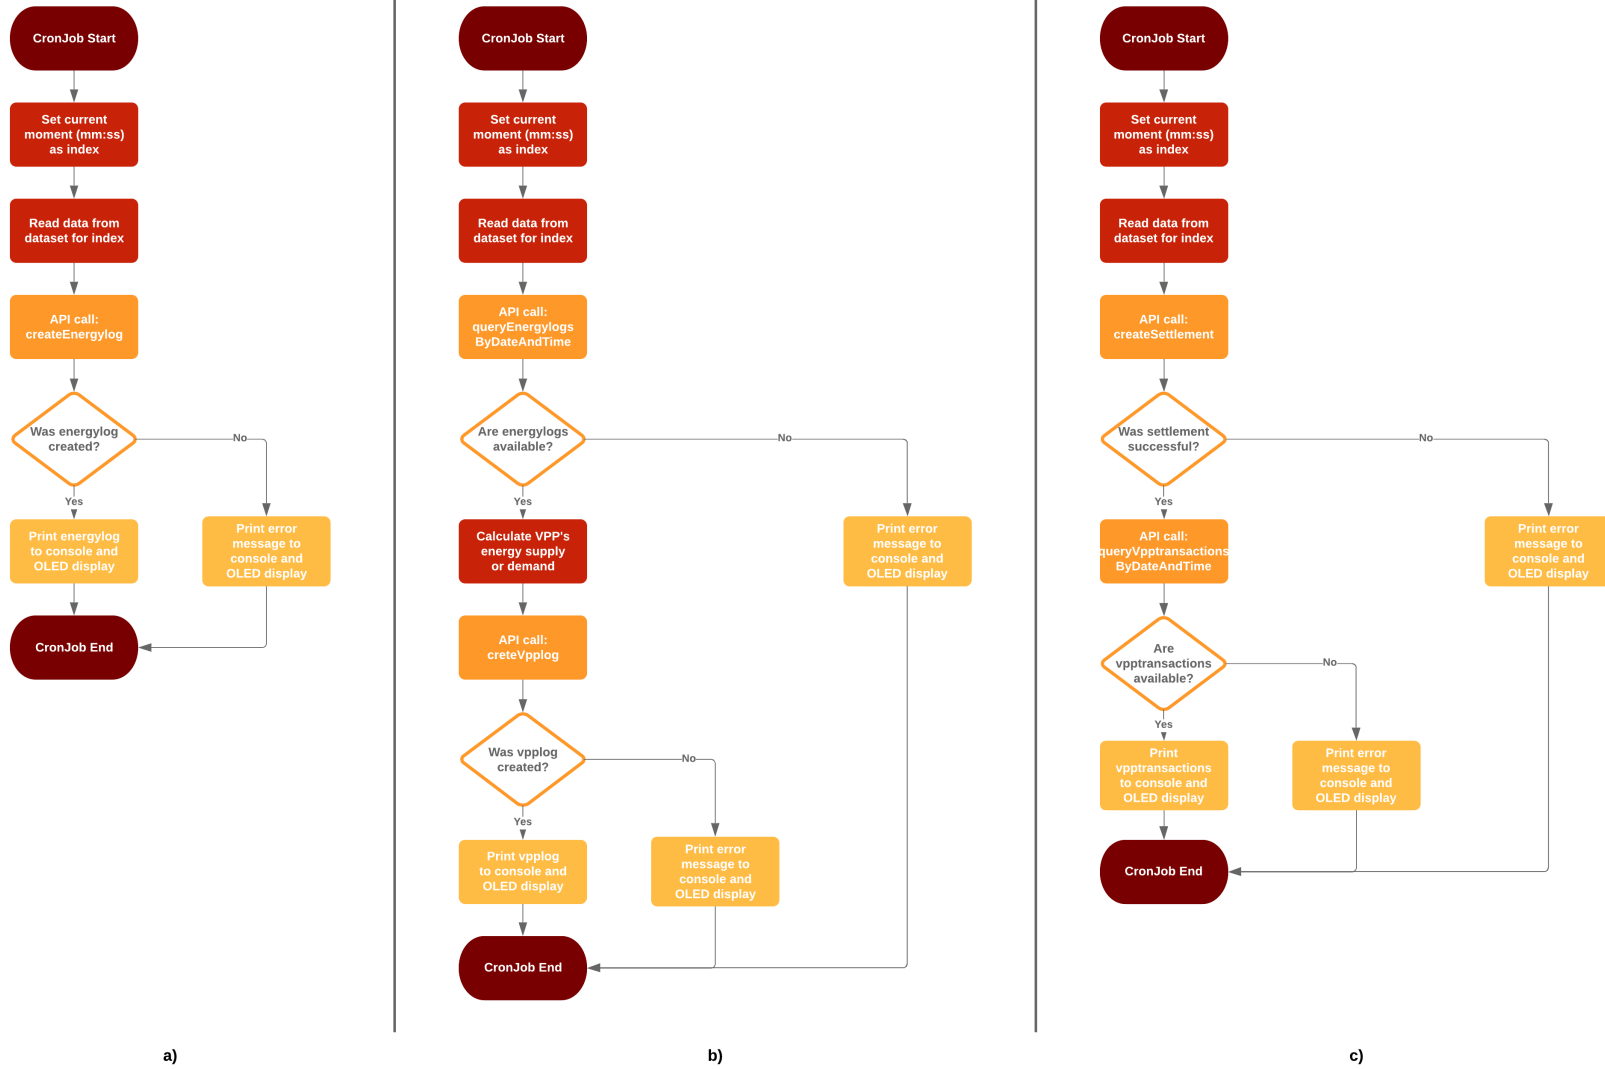 CronJob Start
Set current
moment (mm:ss)
as index
Read data from
dataset for index
API call:
createEnergylog
Was energylog
created?
No
Yes
Print energylog
to console and
OLED display
Print error
message to
console and
OLED display
CronJob End
a)
CronJob Start
Set current
moment (mm:ss)
as index
Read data from
dataset for index
API call:
queryEnergylogs
ByDateAndTime
Are energylogs
available?
No
Yes
Calculate VPP's
energy supply
or demand
Print error
message to
console and
OLED display
API call:
creteVpplog
Was vpplog
created?
No
Yes
Print vpplog
to console and
OLED display
Print error
message to
console and
OLED display
CronJob End
b)
CronJob Start
Set current
moment (mm:ss)
as index
Read data from
dataset for index
API call:
createSettlement
Was settlement
successful?
No
Yes
API call:
queryVpptransactions
ByDateAndTime
Print error
message to
console and
OLED display
Are
vpptransactions
available?
No
Yes
Print
vpptransactions
to console and
OLED display
Print error
message to
console and
OLED display
CronJob End
c)